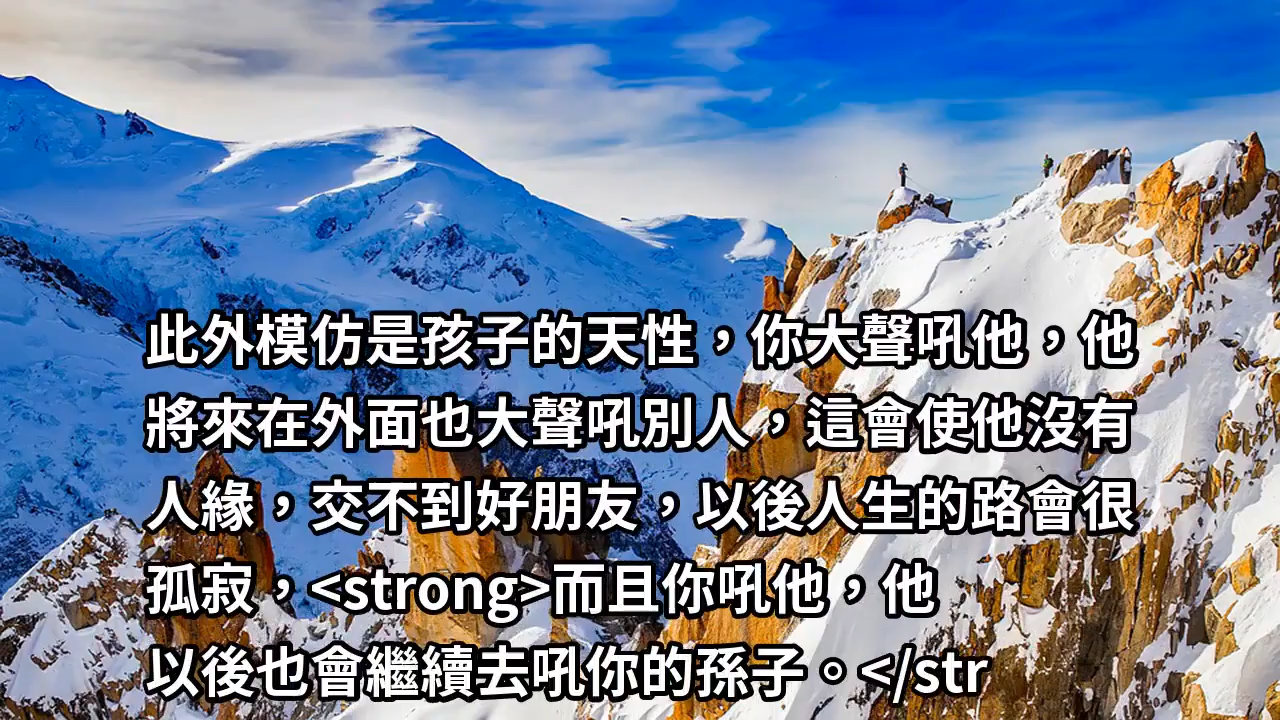 此外模仿是孩子的天性，你大聲吼他，他
將來在外面也大聲吼別人，這會使他沒有
人緣，交不到好朋友，以後人生的路會很
孤寂，<strong>而且你吼他，他
以後也會繼續去吼你的孫子。</str